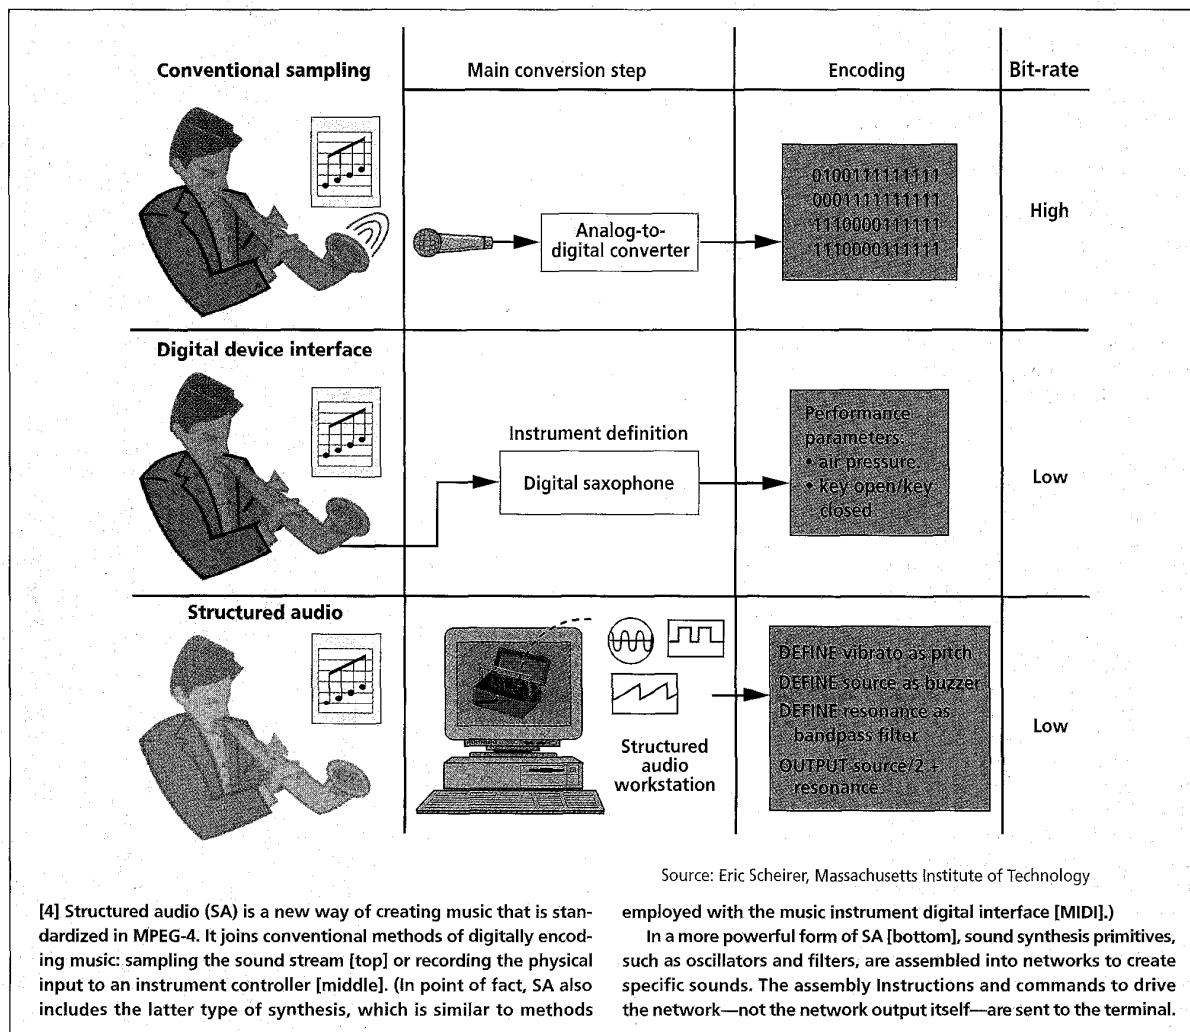 Conventional sampling
Main conversion step
Encoding
Bit-rate
Analog-to-
digital converter
0100111111111
0001111111111
1110000111111
1110000111111
High
Digital device interface
Instrument definition
Digital saxophone
Performance
parameters:
• air pressure
• key open/key
closed
Low
Structured audio
Structured
audio
workstation
DEFINE vibrato as pitch
DEFINE source as buzzer
DEFINE resonance as
bandpass filter
OUTPUT source/2 +
resonance
Low
Source: Eric Scheirer, Massachusetts Institute of Technology
[4] Structured audio (SA) is a new way of creating music that is stan-
dardized in MPEG-4. It joins conventional methods of digitally encod-
ing music: sampling the sound stream [top] or recording the physical
input to an instrument controller [middle]. (In point of fact, SA also
includes the latter type of synthesis, which is similar to methods
employed with the music instrument digital interface [MIDI].)
In a more powerful form of SA [bottom], sound synthesis primitives,
such as oscillators and filters, are assembled into networks to create
specific sounds. The assembly Instructions and commands to drive
the network—not the network output itself—are sent to the terminal.